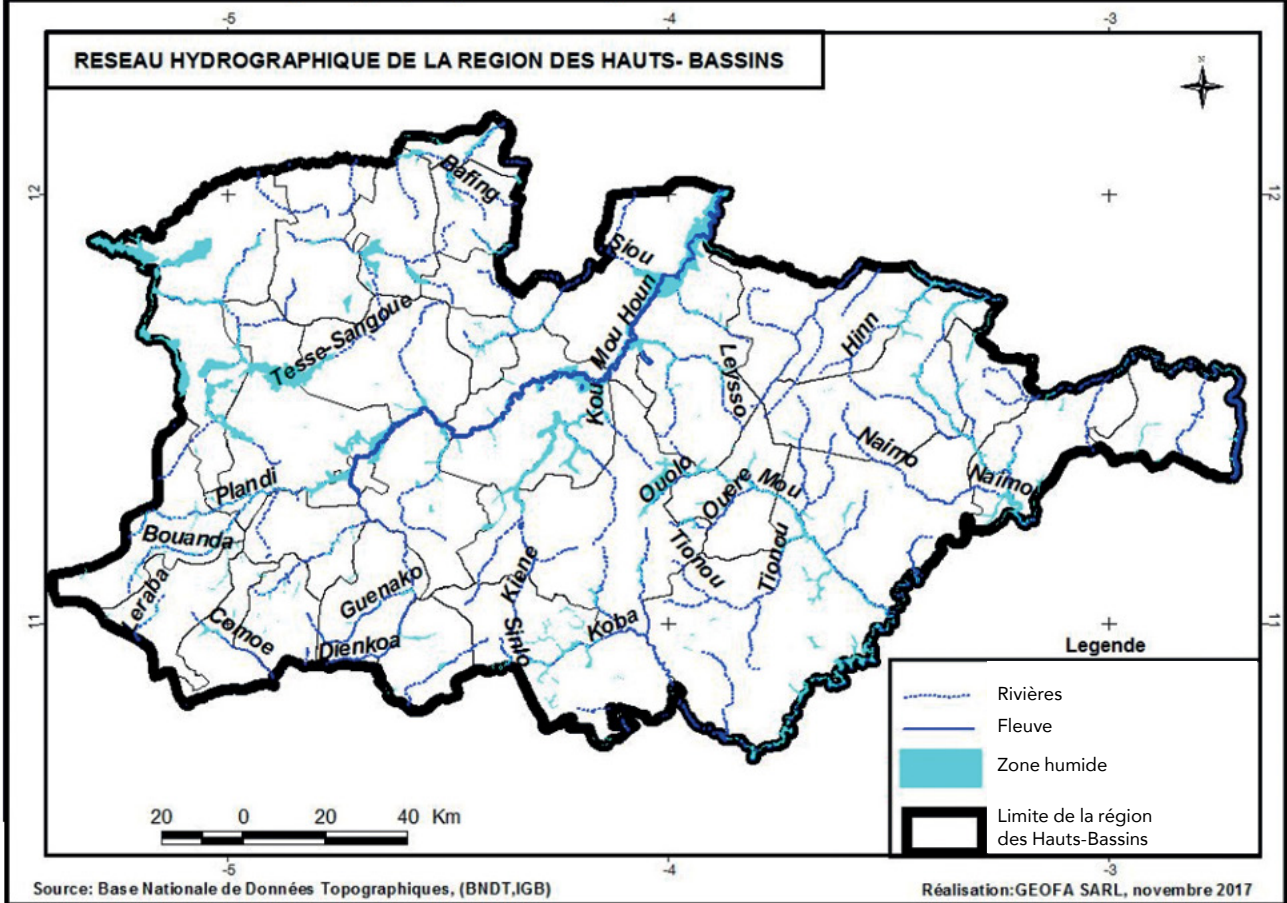 -5
-4
-3
RESEAU HYDROGRAPHIQUE DE LA REGION DES HAUTS- BASSINS
N
12
12
Bafing
Siou
Mou Houn
Tesse-Sangoue
Hinn
Leysso
Kou
Naimo
Plandi
Ouolo
Ouere
Mou
Naimou
Bouanda
Tionou
Tionou
Leraba
Guenako
Kiene
Comoe
Koba
Sinlo
Dienkoa
11
11
Legende
Rivières
Fleuve
Zone humide
Limite de la région
des Hauts-Bassins
20 0 20 40 Km
-5
-4
-3
Source: Base Nationale de Données Topographiques, (BNDT,IGB)
Réalisation:GEOFA SARL, novembre 2017